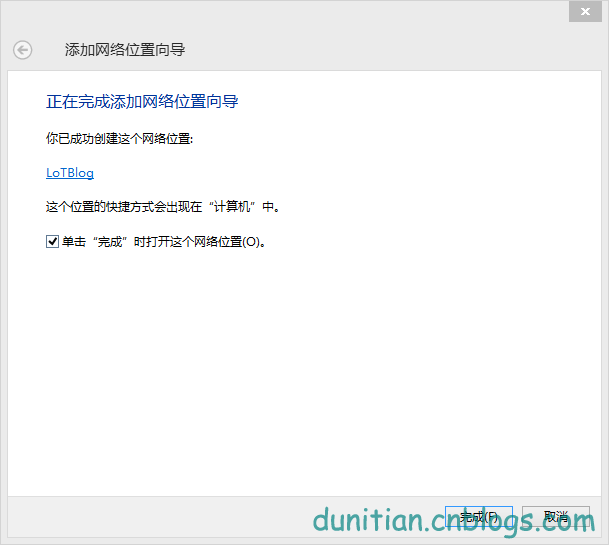 添加网络位置向导
正在完成添加网络位置向导
你已成功创建这个网络位置:
LoTBlog
这个位置的快捷方式会出现在“计算机”中。
单击“完成”时打开这个网络位置(O)。
完成(F) 取消
dunitian.cnblogs.com